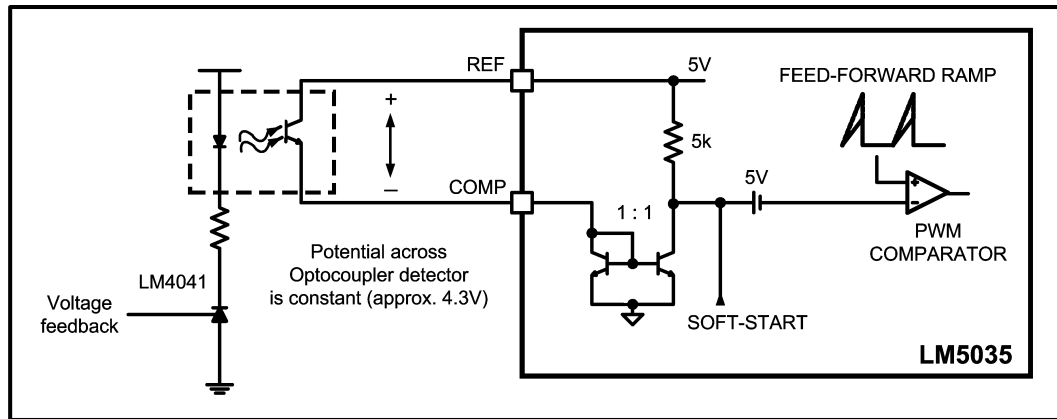 REF
5V
FEED-FORWARD RAMP
+
5k
–
COMP
1 : 1
5V
+
–
PWM
COMPARATOR
Potential across
Optocoupler detector
is constant (approx. 4.3V)
LM4041
Voltage
feedback
SOFT-START
LM5035